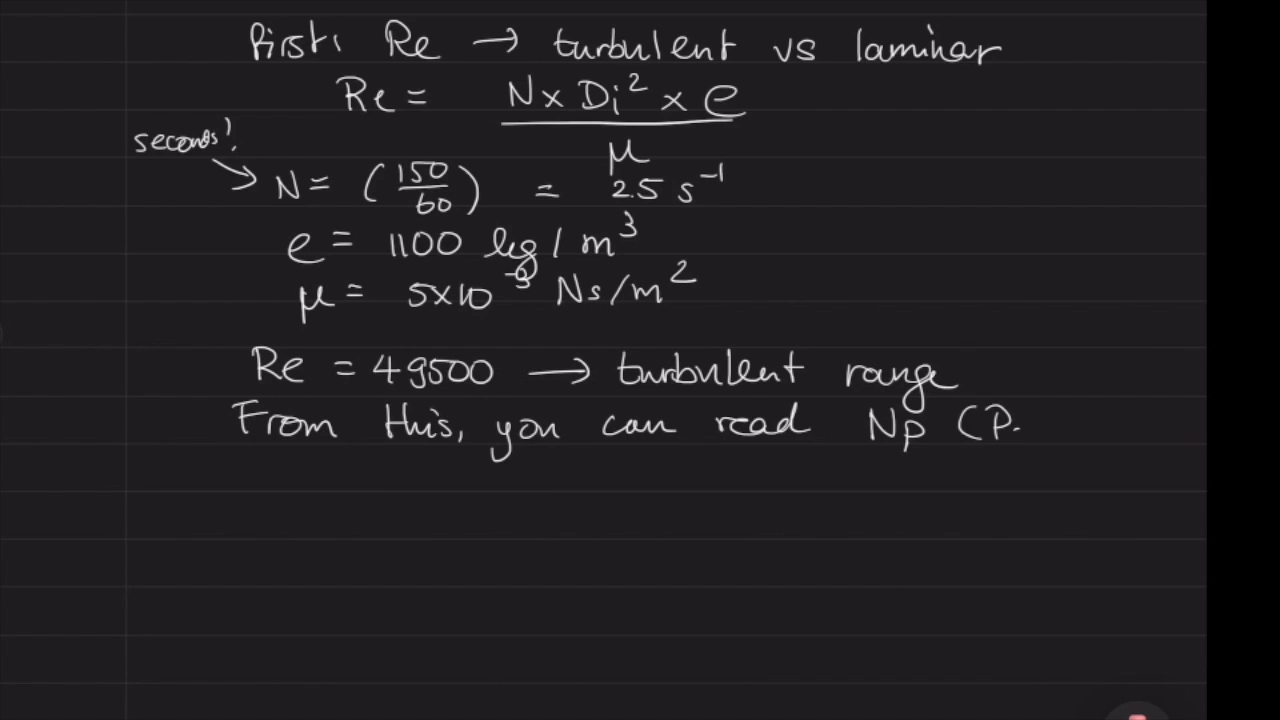 first: Re → turbulent vs laminar
Re = N x Di² x ρ / μ
seconds!
→ N = (150/60) = 2.5 s⁻¹
ρ = 1100 kg/m³
μ = 5x10⁻³ Ns/m²
Re = 49500 → turbulent range
From this, you can read Np (P.